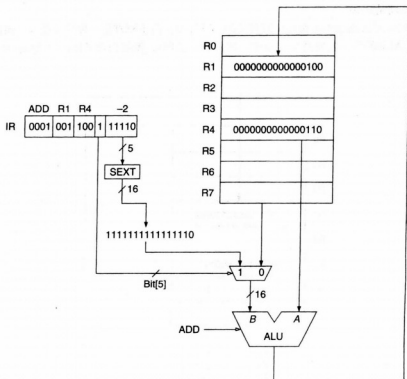 R0
R1 0000000000000100
R2
R3
R4 0000000000000110
R5
R6
R7
ADD R1 R4 -2
IR 0001 001 100 1 11110
5
SEXT
16
1111111111111110
1 0
Bit[5]
16
B A
ADD
ALU